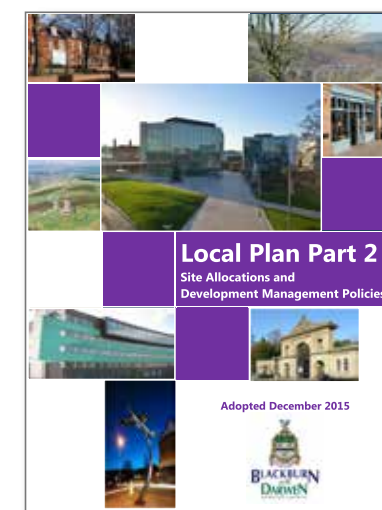 Local Plan Part 2
Site Allocations and
Development Management Policies
Adopted December 2015
BLACKBURN
DARWEN